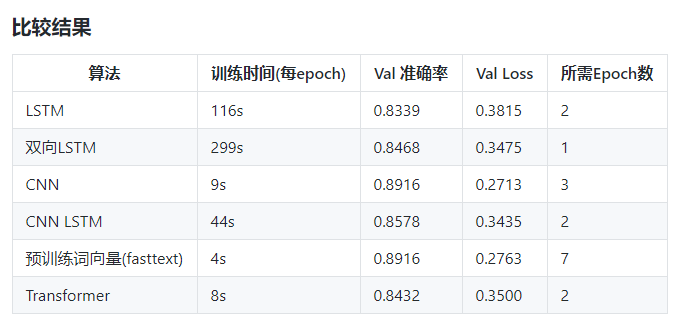 比较结果
算法 训练时间(每epoch) Val 准确率 Val Loss 所需Epoch数
LSTM 116s 0.8339 0.3815 2
双向LSTM 299s 0.8468 0.3475 1
CNN 9s 0.8916 0.2713 3
CNN LSTM 44s 0.8578 0.3435 2
预训练词向量(fasttext) 4s 0.8916 0.2763 7
Transformer 8s 0.8432 0.3500 2